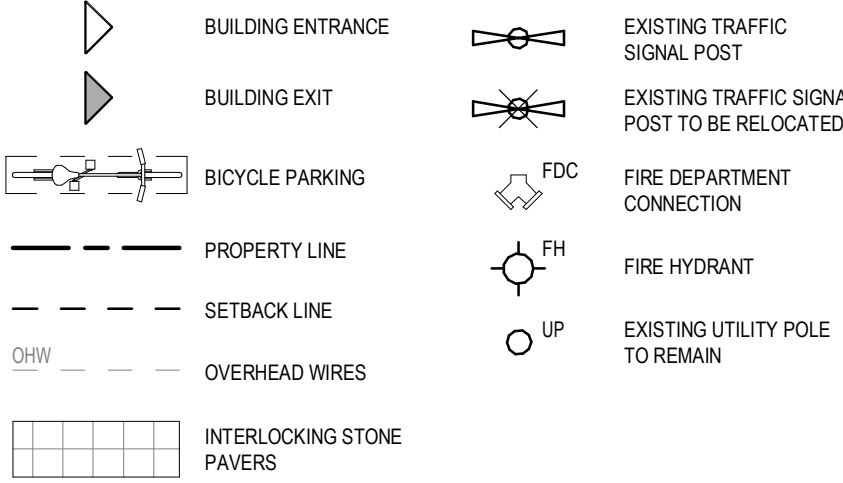 BUILDING ENTRANCE
BUILDING EXIT
BICYCLE PARKING
PROPERTY LINE
SETBACK LINE
OHW
OVERHEAD WIRES
INTERLOCKING STONE
PAVERS
EXISTING TRAFFIC
SIGNAL POST
EXISTING TRAFFIC SIGNA
POST TO BE RELOCATED
FDC
FIRE DEPARTMENT
CONNECTION
FH
FIRE HYDRANT
UP
EXISTING UTILITY POLE
TO REMAIN